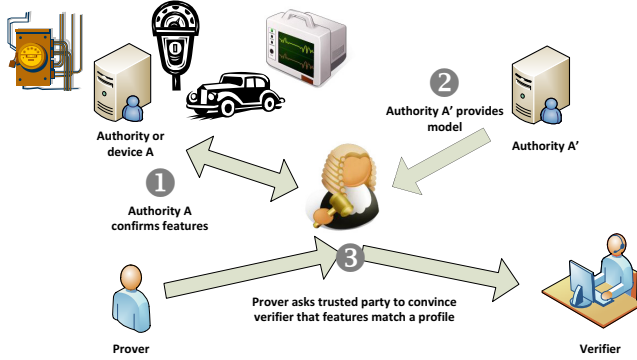 2
Authority A' provides
model
Authority or
device A
Authority A'
1
Authority A
confirms features
3
Prover asks trusted party to convince
verifier that features match a profile
Prover
Verifier